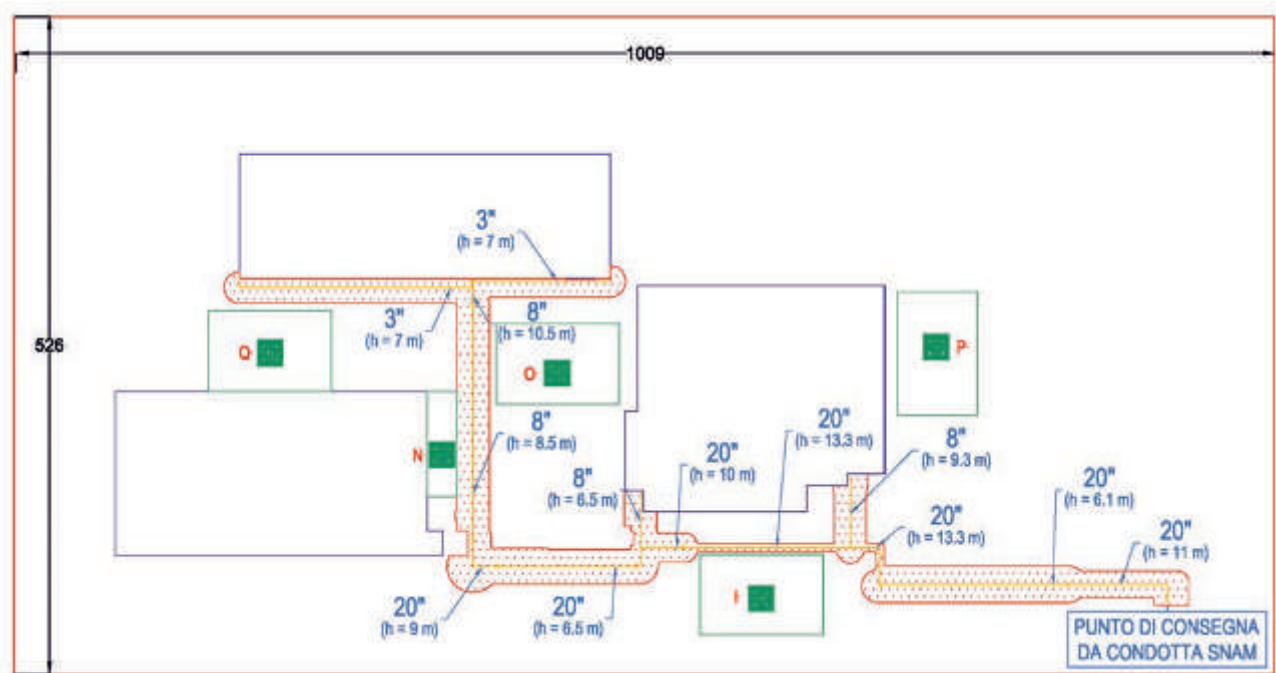 1009
3"
(h = 7 m)
3"
(h = 7 m)
8"
(h = 10.5 m)
526
Q
O
P
N
8"
(h = 8.5 m)
8"
(h = 6.5 m)
20"
(h = 10 m)
20"
(h = 13.3 m)
8"
(h = 9.3 m)
20"
(h = 13.3 m)
20"
(h = 6.1 m)
20"
(h = 11 m)
20"
(h = 9 m)
20"
(h = 6.5 m)
I
PUNTO DI CONSEGNA
DA CONDOTTA SNAM